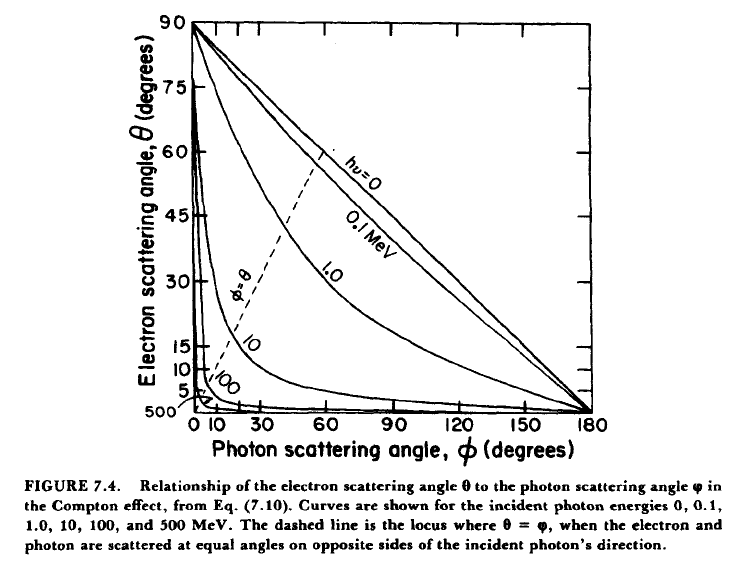 90
75
60
45
30
15
10
5
500
Electron scattering angle, θ (degrees)
hυ=0
0.1 MeV
1.0
ϕ=θ
10
100
0 10 30 60 90 120 150 180
Photon scattering angle, ϕ (degrees)
FIGURE 7.4. Relationship of the electron scattering angle θ to the photon scattering angle φ in
the Compton effect, from Eq. (7.10). Curves are shown for the incident photon energies 0, 0.1,
1.0, 10, 100, and 500 MeV. The dashed line is the locus where θ = φ, when the electron and
photon are scattered at equal angles on opposite sides of the incident photon's direction.